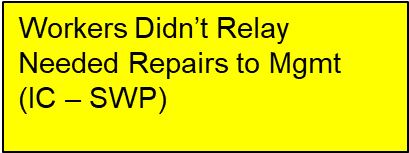 Workers Didn’t Relay
Needed Repairs to Mgmt
(IC – SWP)